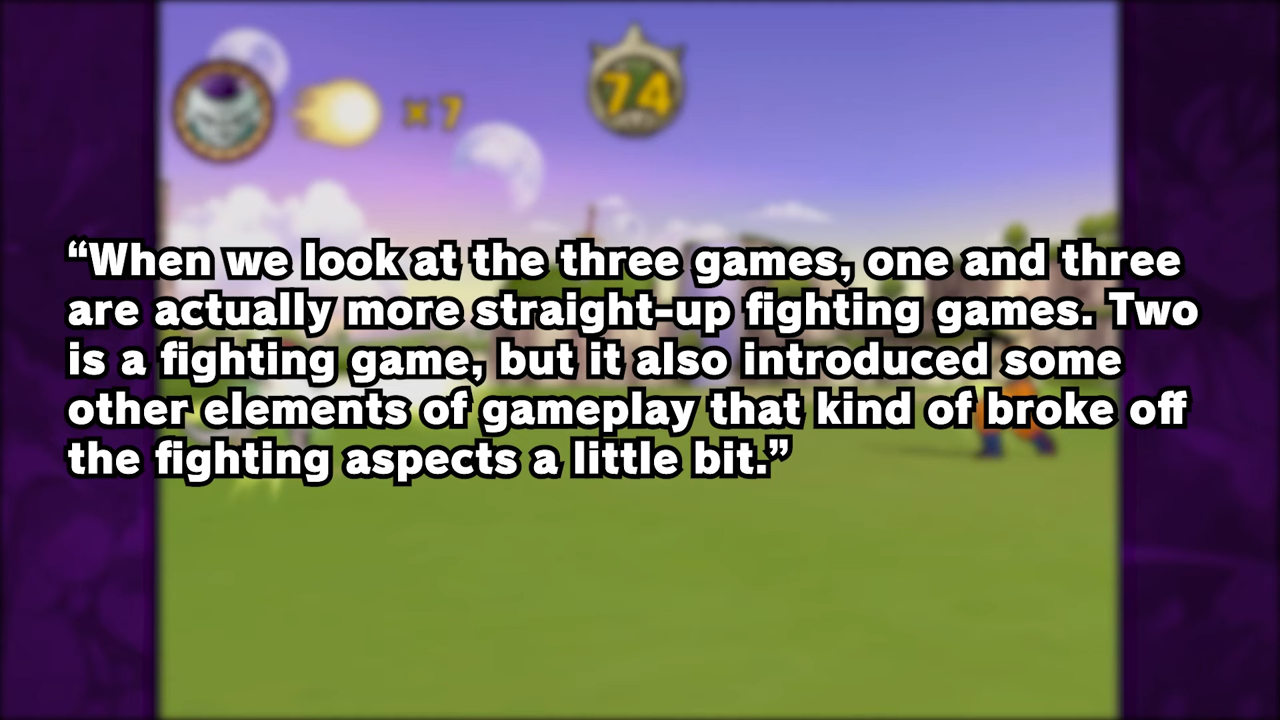 × 7
74
“When we look at the three games, one and three
are actually more straight-up fighting games. Two
is a fighting game, but it also introduced some
other elements of gameplay that kind of broke off
the fighting aspects a little bit.”